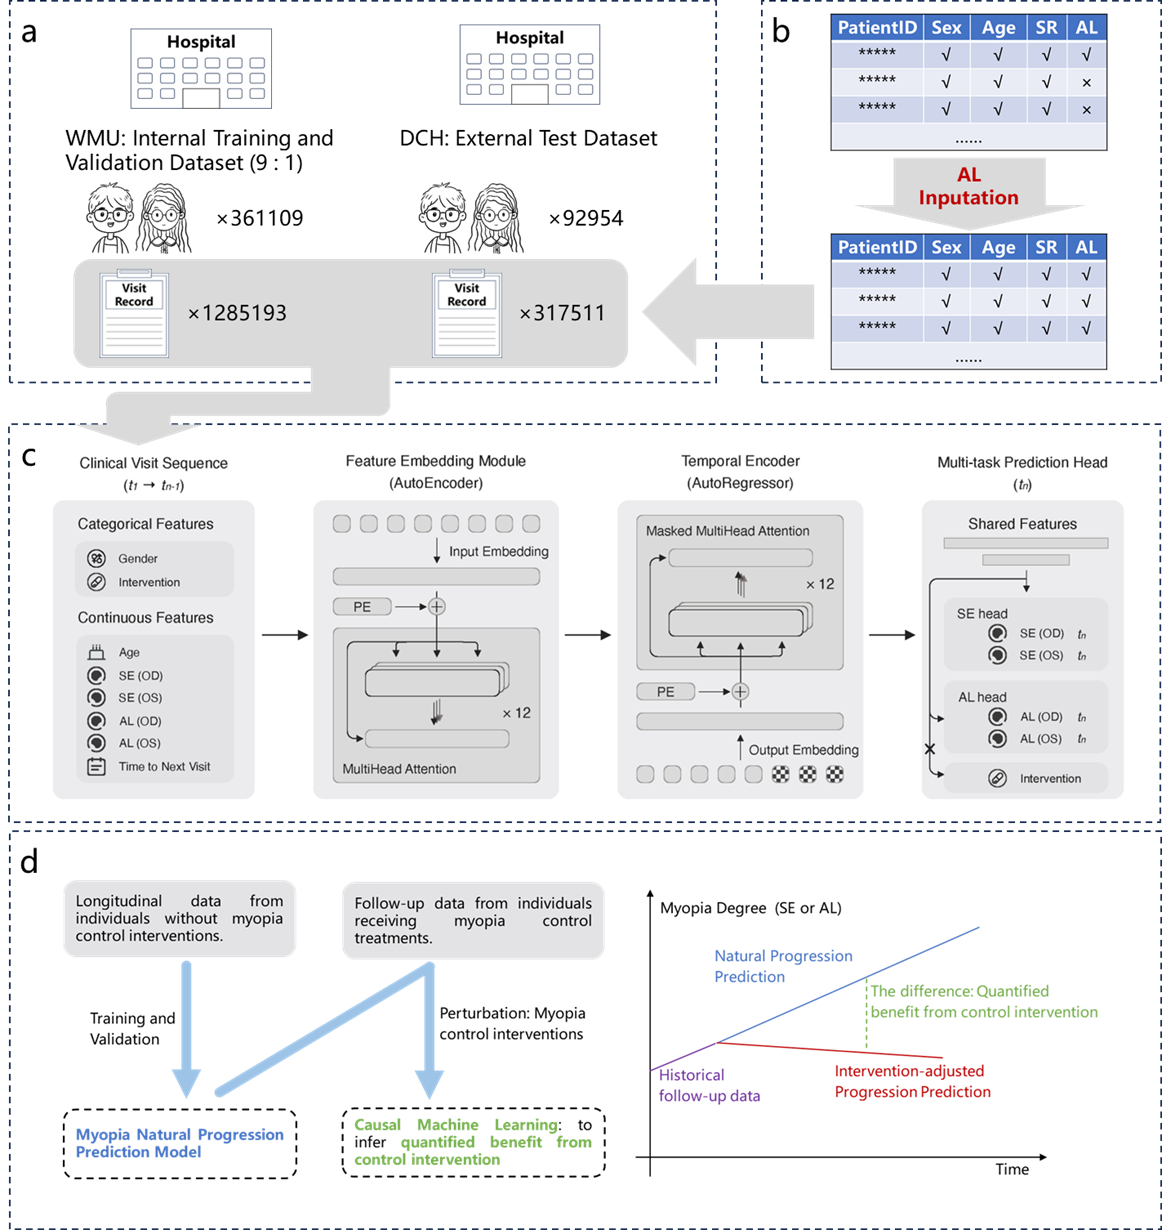 a
Hospital
Hospital
WMU: Internal Training and
Validation Dataset (9 : 1)
DCH: External Test Dataset
×361109
×92954
Visit
Record
×1285193
Visit
Record
×317511
b
PatientID Sex Age SR AL
***** √ √ √ √
***** √ √ √ ×
***** √ √ √ ×
......
AL
Inputation
PatientID Sex Age SR AL
***** √ √ √ √
***** √ √ √ √
***** √ √ √ √
......
c
Clinical Visit Sequence
(t1 → tn-1)
Categorical Features
Gender
Intervention
Continuous Features
Age
SE (OD)
SE (OS)
AL (OD)
AL (OS)
Time to Next Visit
Feature Embedding Module
(AutoEncoder)
Input Embedding
PE
+
× 12
MultiHead Attention
Temporal Encoder
(AutoRegressor)
Masked MultiHead Attention
× 12
PE
+
Output Embedding
Multi-task Prediction Head
(tn)
Shared Features
SE head
SE (OD) tn
SE (OS) tn
AL head
AL (OD) tn
AL (OS) tn
×
Intervention
d
Longitudinal data from
individuals without myopia
control interventions.
Follow-up data from individuals
receiving myopia control
treatments.
Training and
Validation
Perturbation: Myopia
control interventions
Myopia Natural Progression
Prediction Model
Causal Machine Learning: to
infer quantified benefit from
control intervention
Myopia Degree (SE or AL)
Natural Progression
Prediction
The difference: Quantified
benefit from control intervention
Historical
follow-up data
Intervention-adjusted
Progression Prediction
Time